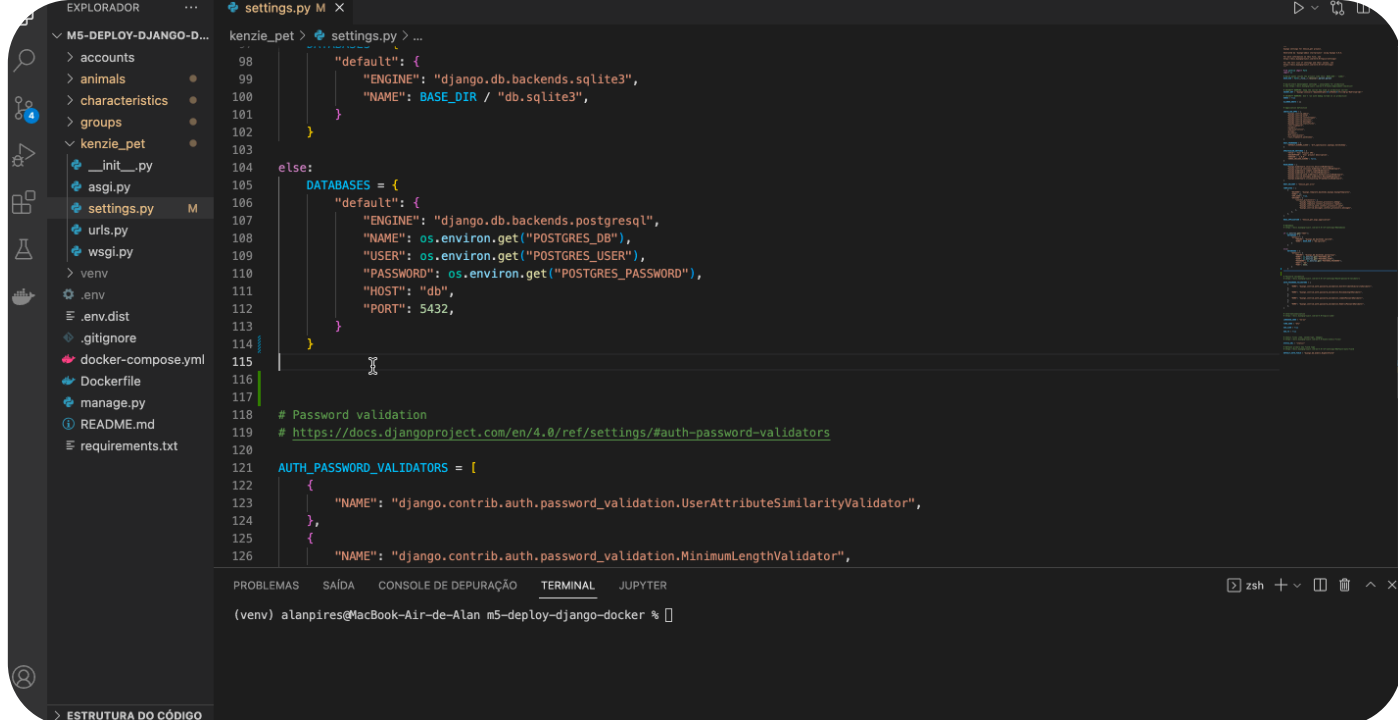 EXPLORADOR
M5-DEPLOY-DJANGO-D...
accounts
animals
characteristics
groups
kenzie_pet
__init__.py
asgi.py
settings.py M
urls.py
wsgi.py
venv
.env
.env.dist
.gitignore
docker-compose.yml
Dockerfile
manage.py
README.md
requirements.txt
ESTRUTURA DO CÓDIGO
4
settings.py M
kenzie_pet > settings.py > ...
98 "default": {
99 "ENGINE": "django.db.backends.sqlite3",
100 "NAME": BASE_DIR / "db.sqlite3",
101 }
102 }
103
104 else:
105 DATABASES = {
106 "default": {
107 "ENGINE": "django.db.backends.postgresql",
108 "NAME": os.environ.get("POSTGRES_DB"),
109 "USER": os.environ.get("POSTGRES_USER"),
110 "PASSWORD": os.environ.get("POSTGRES_PASSWORD"),
111 "HOST": "db",
112 "PORT": 5432,
113 }
114 }
115
116
117
118 # Password validation
119 # https://docs.djangoproject.com/en/4.0/ref/settings/#auth-password-validators
120
121 AUTH_PASSWORD_VALIDATORS = [
122 {
123 "NAME": "django.contrib.auth.password_validation.UserAttributeSimilarityValidator",
124 },
125 {
126 "NAME": "django.contrib.auth.password_validation.MinimumLengthValidator",
PROBLEMAS SAÍDA CONSOLE DE DEPURAÇÃO TERMINAL JUPYTER
zsh
(venv) alanpires@MacBook-Air-de-Alan m5-deploy-django-docker %